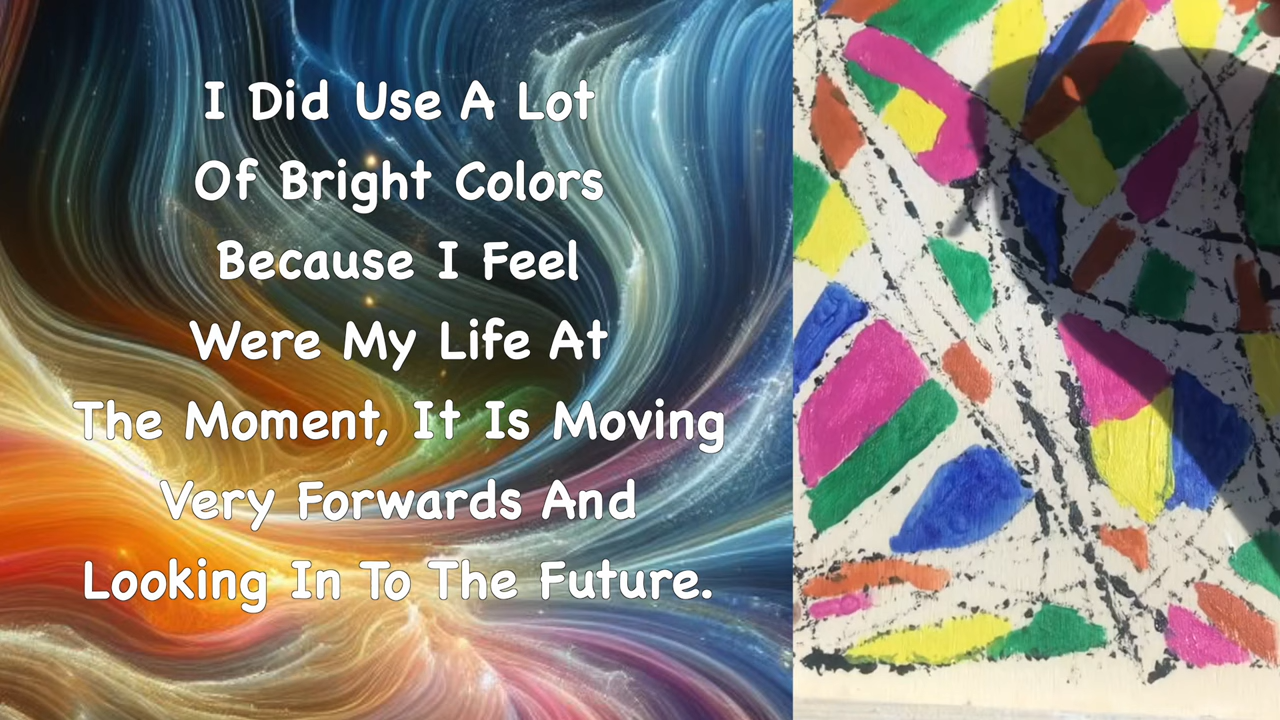 I Did Use A Lot
Of Bright Colors
Because I Feel
Were My Life At
The Moment, It Is Moving
Very Forwards And
Looking In To The Future.